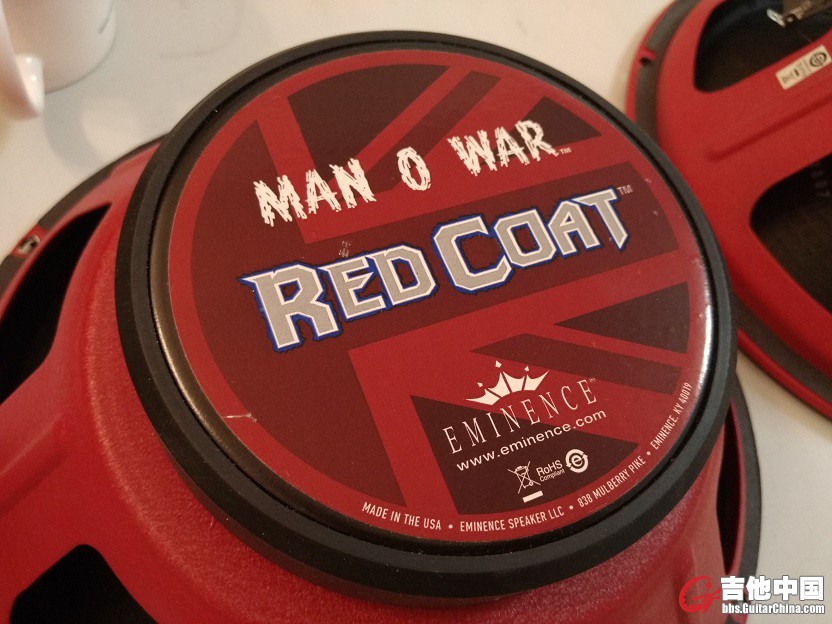 MAN O WAR™
RED COAT™
EMINENCE
www.eminence.com
RoHS
Compliant
MADE IN THE USA • EMINENCE SPEAKER LLC • 838 MULBERRY PIKE • EMINENCE, KY 40019
吉他中国
bbs.GuitarChina.com